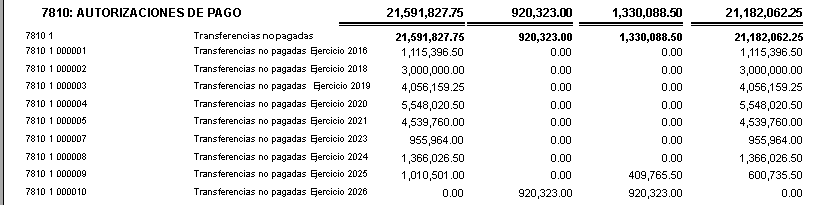 7810: AUTORIZACIONES DE PAGO 21,591,827.75 920,323.00 1,330,088.50 21,182,062.25
7810 1 Transferencias no pagadas 21,591,827.75 920,323.00 1,330,088.50 21,182,062.25
7810 1 000001 Transferencias no pagadas Ejercicio 2016 1,115,396.50 0.00 0.00 1,115,396.50
7810 1 000002 Transferencias no pagadas Ejercicio 2018 3,000,000.00 0.00 0.00 3,000,000.00
7810 1 000003 Transferencias no pagadas Ejercicio 2019 4,056,159.25 0.00 0.00 4,056,159.25
7810 1 000004 Transferencias no pagadas Ejercicio 2020 5,548,020.50 0.00 0.00 5,548,020.50
7810 1 000005 Transferencias no pagadas Ejercicio 2021 4,539,760.00 0.00 0.00 4,539,760.00
7810 1 000007 Transferencias no pagadas Ejercicio 2023 955,964.00 0.00 0.00 955,964.00
7810 1 000008 Transferencias no pagadas Ejercicio 2024 1,366,026.50 0.00 0.00 1,366,026.50
7810 1 000009 Transferencias no pagadas Ejercicio 2025 1,010,501.00 0.00 409,765.50 600,735.50
7810 1 000010 Transferencias no pagadas Ejercicio 2026 0.00 920,323.00 920,323.00 0.00